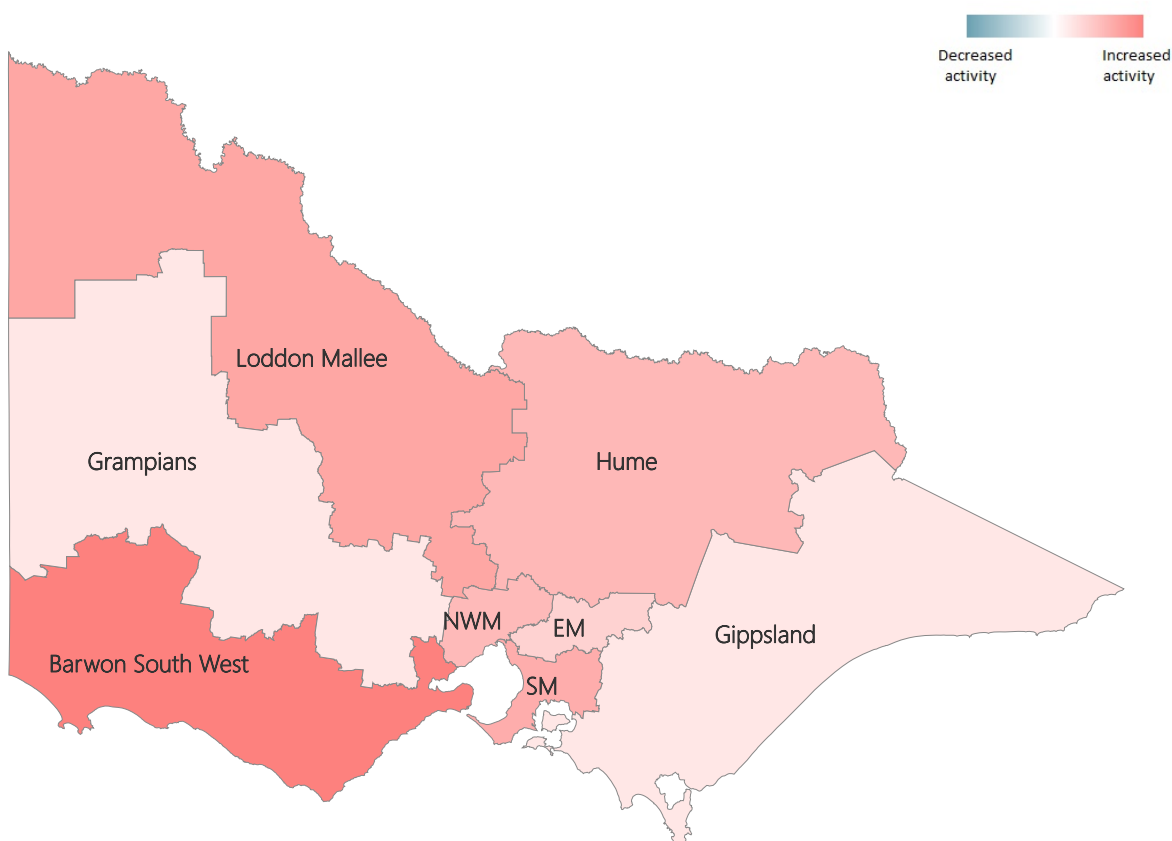 Decreased
activity
Increased
activity
Loddon Mallee
Grampians
Hume
NWM
EM
Gippsland
Barwon South West
SM